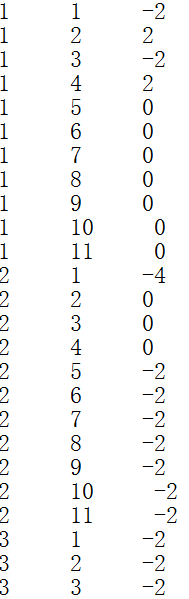 1 1 -2
1 2 2
1 3 -2
1 4 2
1 5 0
1 6 0
1 7 0
1 8 0
1 9 0
1 10 0
1 11 0
2 1 -4
2 2 0
2 3 0
2 4 0
2 5 -2
2 6 -2
2 7 -2
2 8 -2
2 9 -2
2 10 -2
2 11 -2
3 1 -2
3 2 -2
3 3 -2